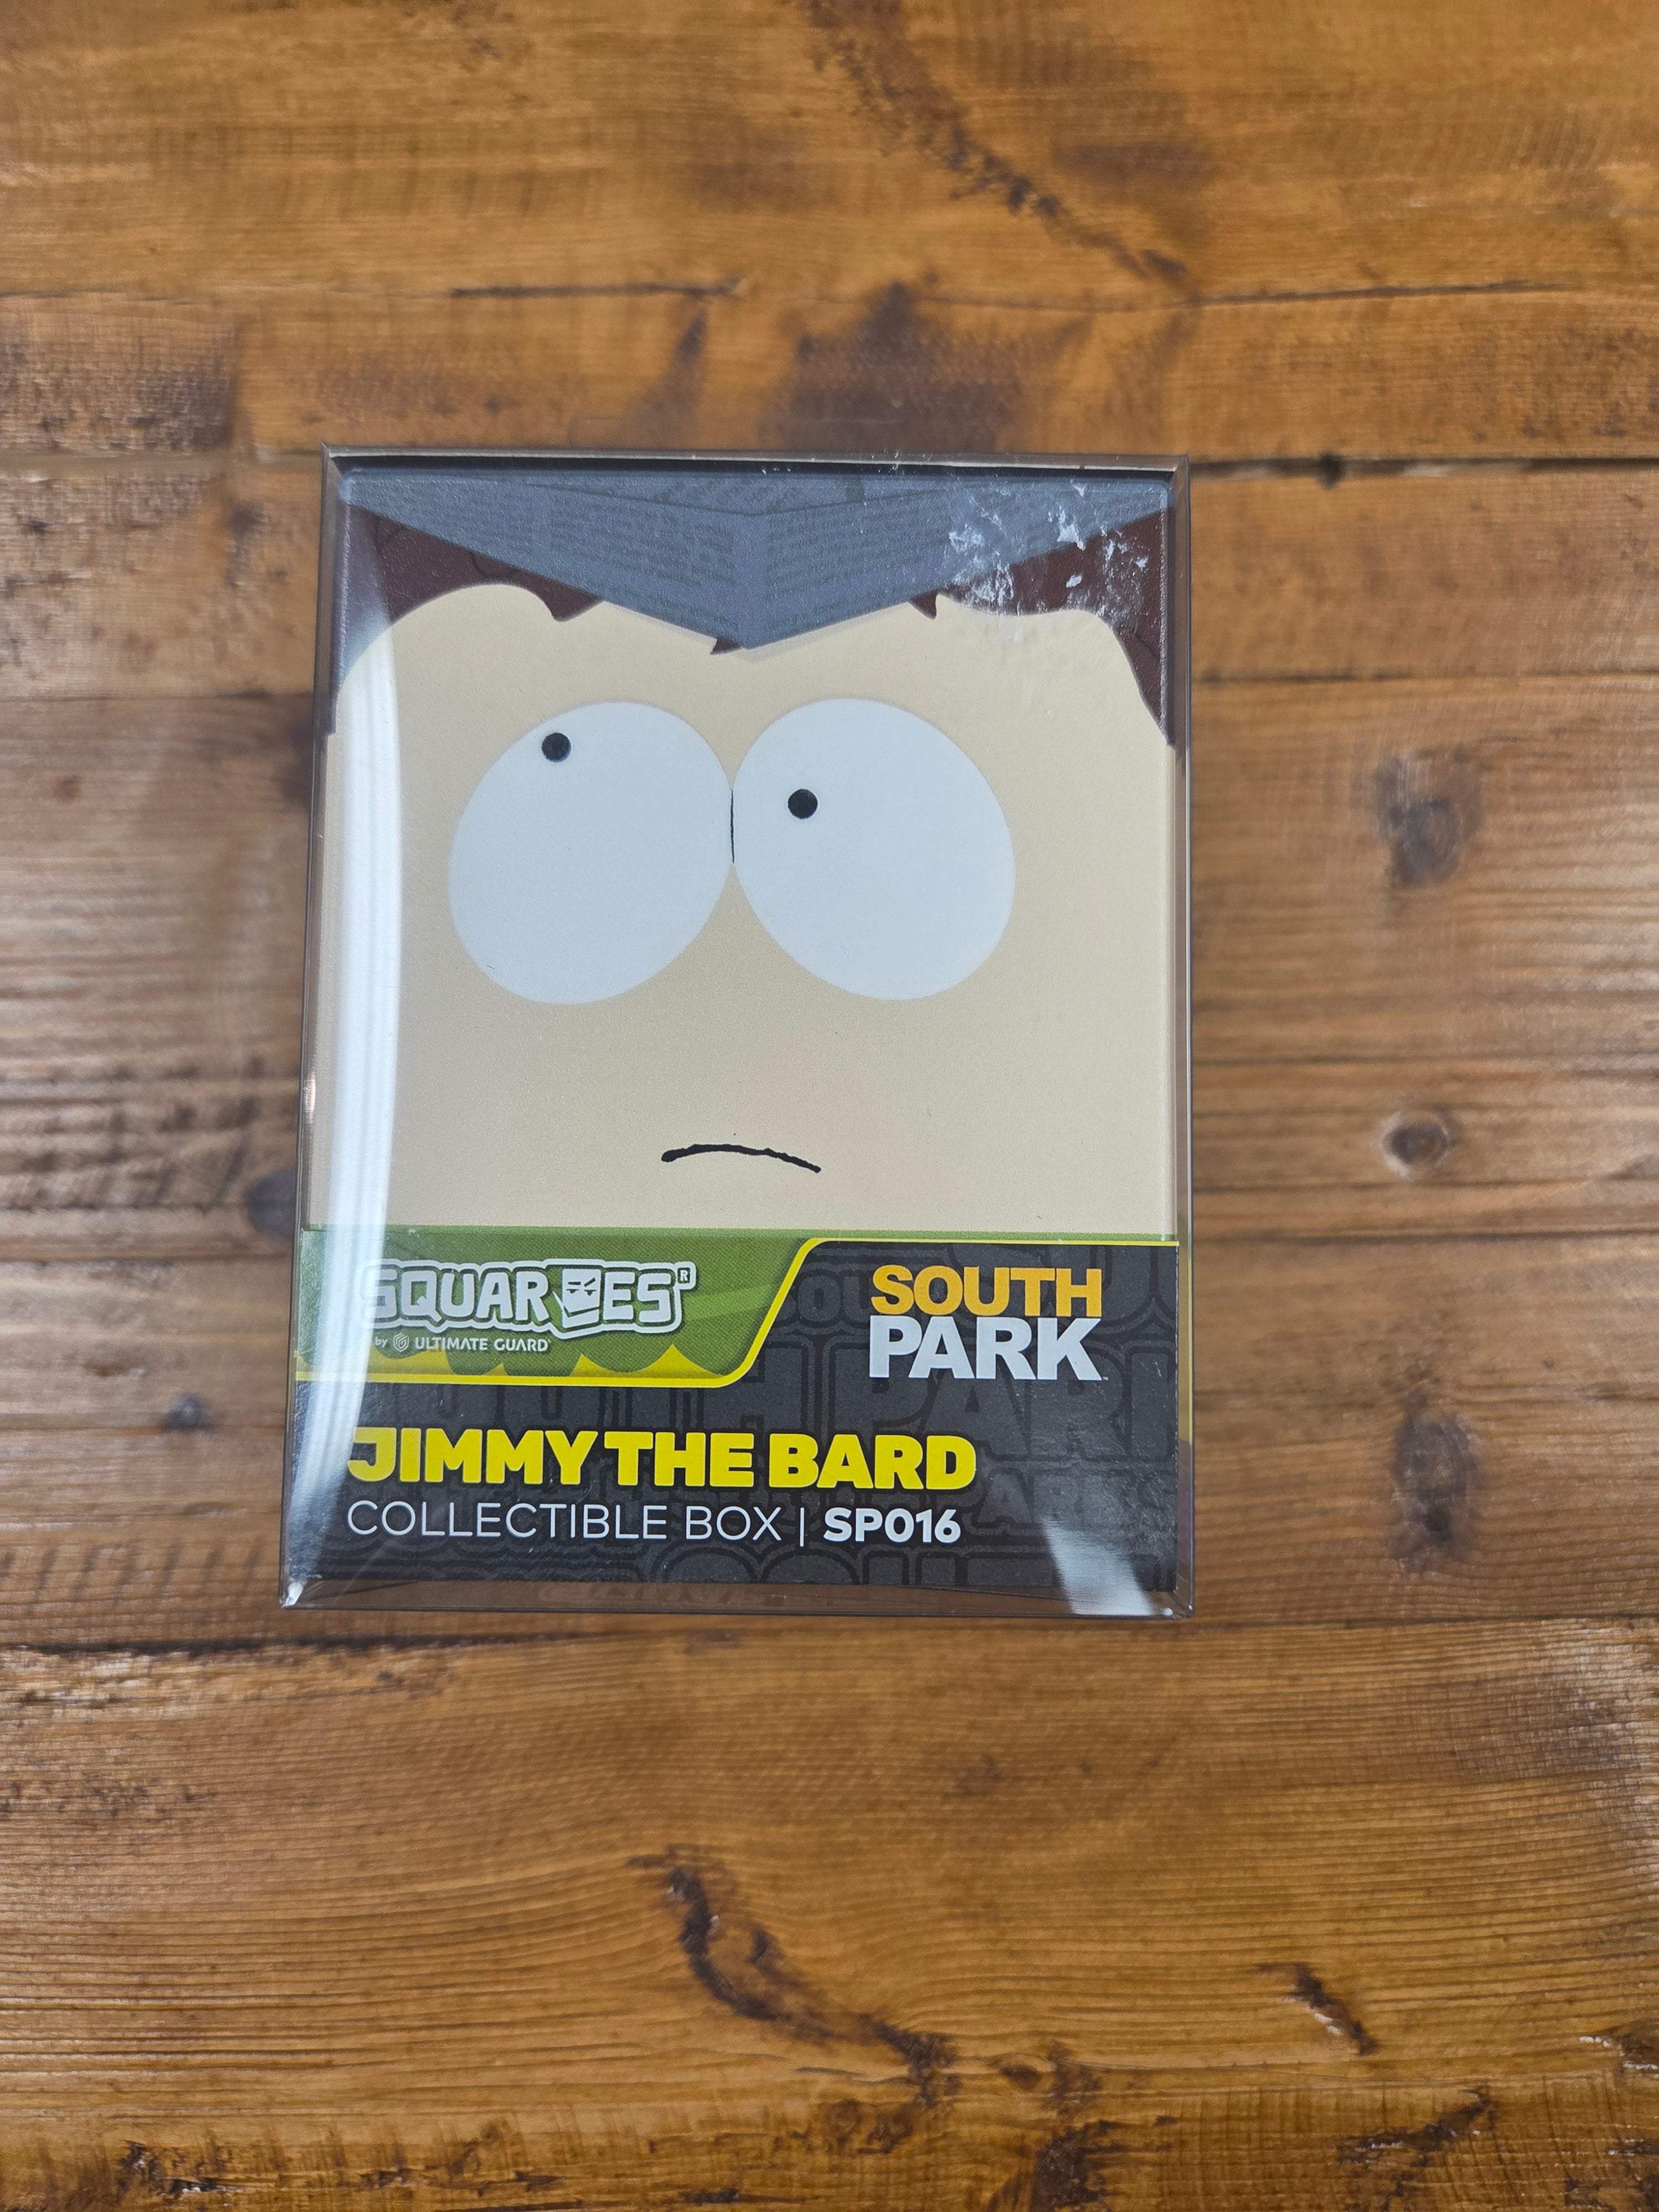 SQUAROES®
by ULTIMATE GUARD®
SOUTH
PARK
JIMMY THE BARD
COLLECTIBLE BOX | SP016